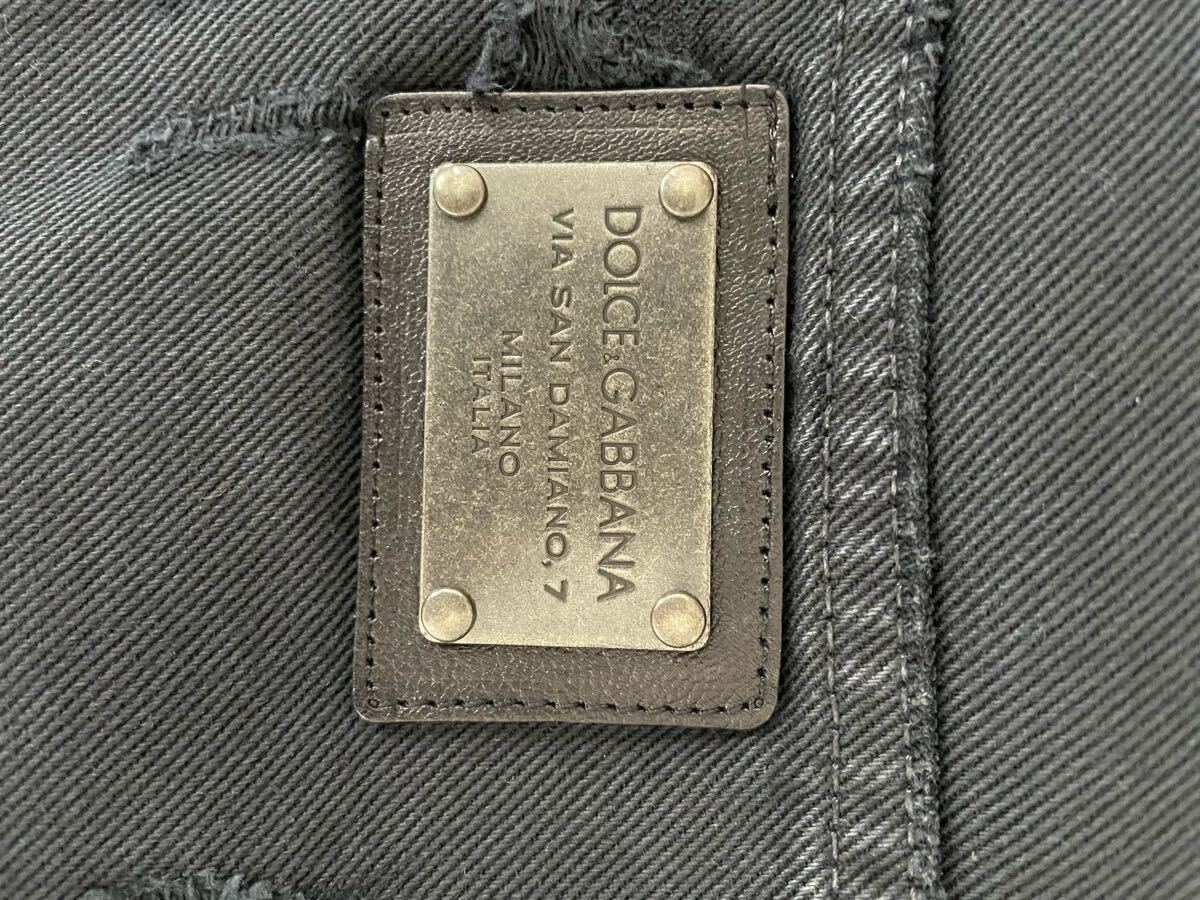 DOLCE&GABBANA
VIA SAN DAMIANO, 7
MILANO
ITALIA